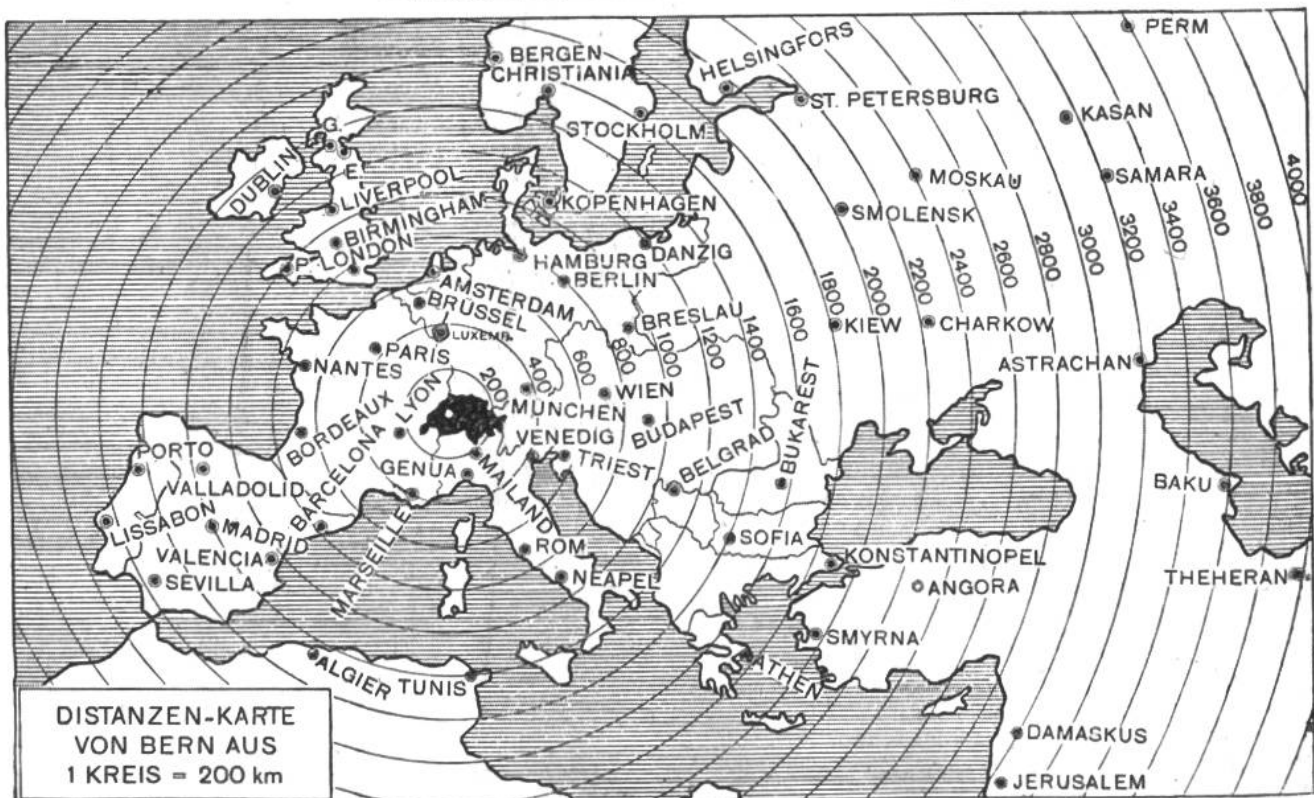 PERM
BERGEN
CHRISTIANIA
HELSINGFORS
ST. PETERSBURG
KASAN
STOCKHOLM
G.
E.
DUBLIN
LIVERPOOL
MOSKAU
SAMARA
4000
BIRMINGHAM
KOPENHAGEN
SMOLENSK
P.
LONDON
HAMBURG
DANZIG
BERLIN
AMSTERDAM
BRÜSSEL
BRESLAU
LUXEMB.
PARIS
NANTES
200
400
600
800
1000
1200
1400
1600
1800
2000
2200
2400
2600
2800
3000
3200
3400
3600
3800
KIEW
CHARKOW
ASTRACHAN
WIEN
MÜNCHEN
BUDAPEST
BUKAREST
BORDEAUX
LYON
VENEDIG
TRIEST
BELGRAD
PORTO
VALLADOLID
BARCELONA
GENUA
MAILAND
BAKU
LISSABON
MADRID
MARSEILLE
ROM
SOFIA
KONSTANTINOPEL
VALENCIA
SEVILLA
NEAPEL
ANGORA
THEHERAN
SMYRNA
ATHEN
ALGIER
TUNIS
DISTANZEN-KARTE
VON BERN AUS
1 KREIS = 200 km
DAMASKUS
JERUSALEM